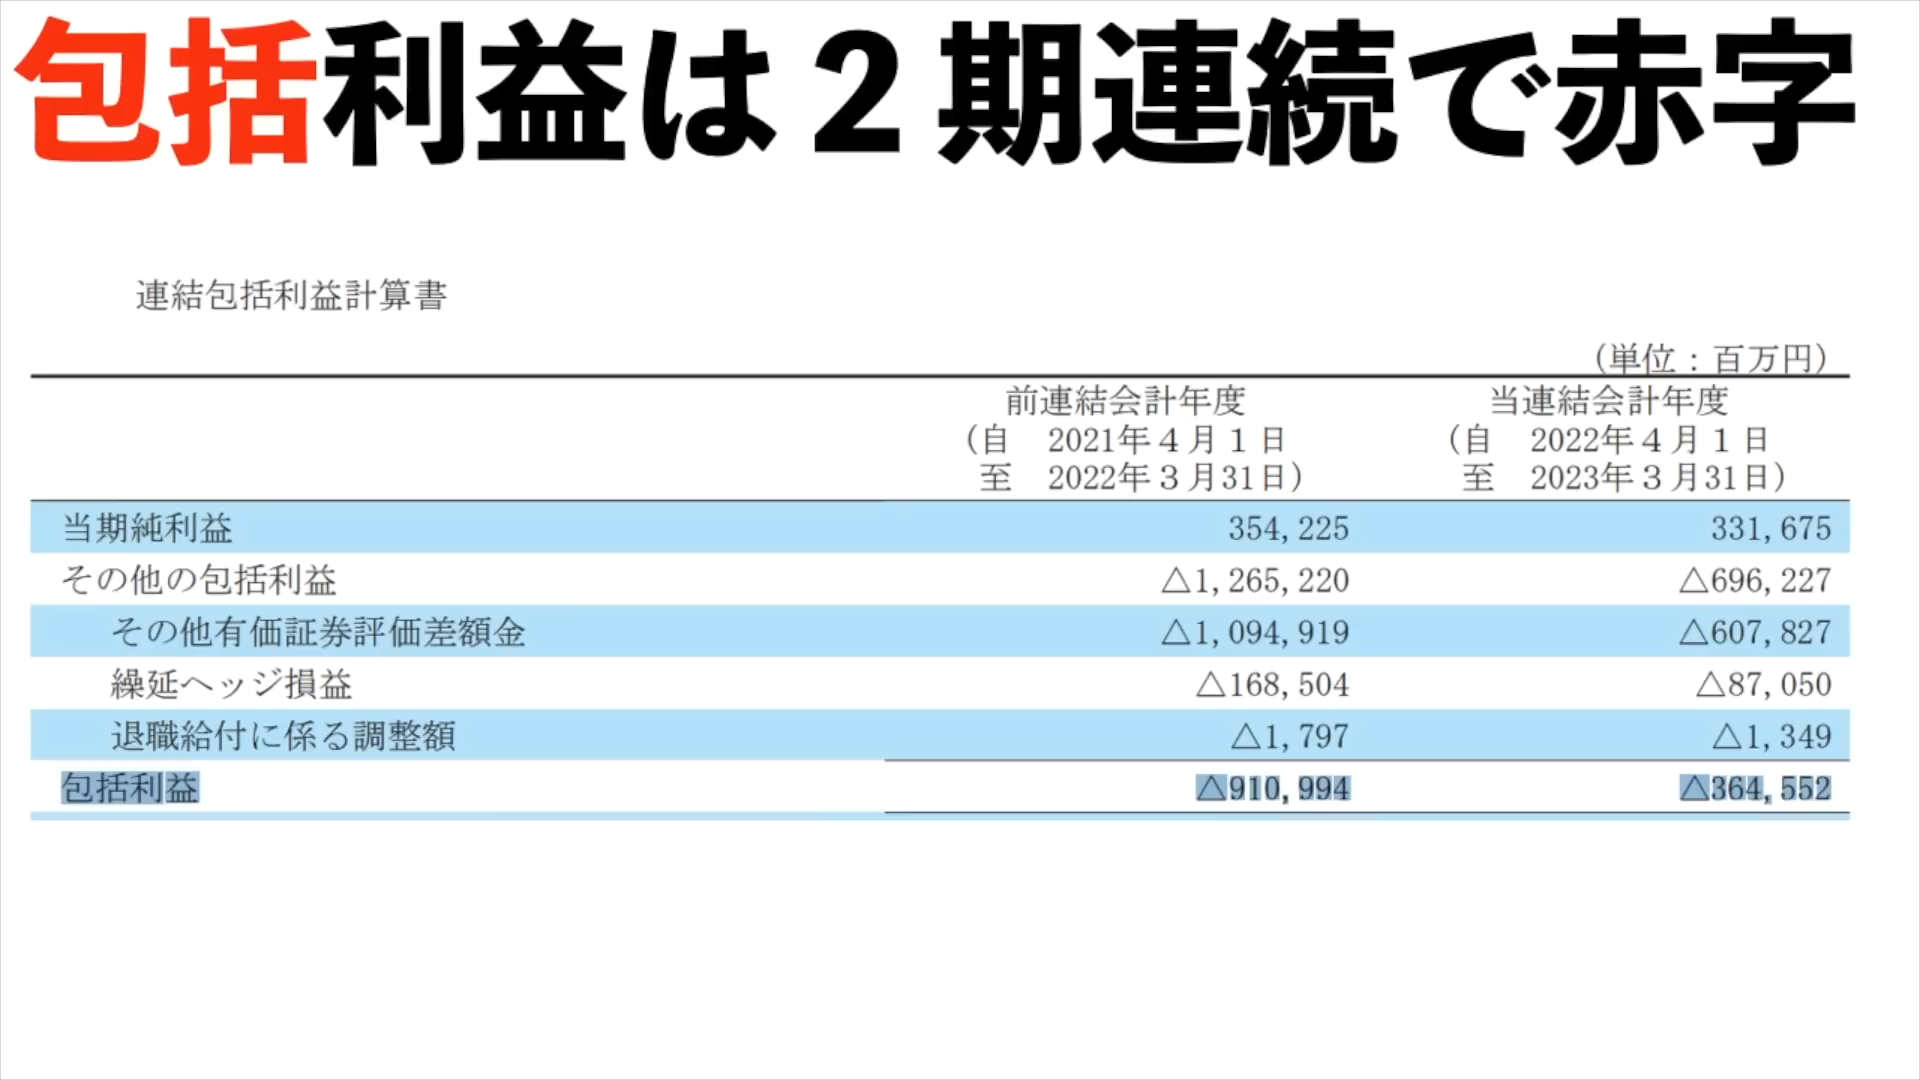 包括利益は２期連続で赤字
連結包括利益計算書
（単位：百万円）
前連結会計年度 当連結会計年度
（自　2021年４月１日 （自　2022年４月１日
至　2022年３月31日） 至　2023年３月31日）
当期純利益 354,225 331,675
その他の包括利益 △1,265,220 △696,227
その他有価証券評価差額金 △1,094,919 △607,827
繰延ヘッジ損益 △168,504 △87,050
退職給付に係る調整額 △1,797 △1,349
包括利益 △910,994 △364,552